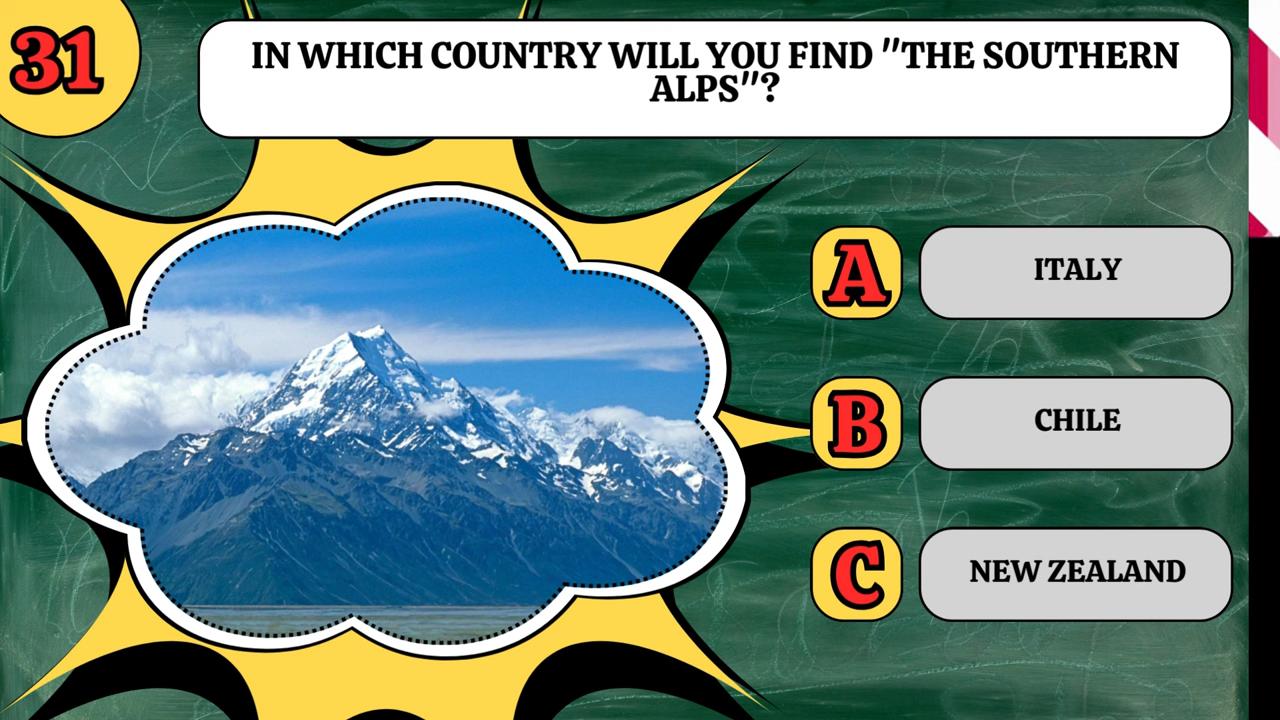 31
IN WHICH COUNTRY WILL YOU FIND "THE SOUTHERN
ALPS"?
A
ITALY
B
CHILE
C
NEW ZEALAND